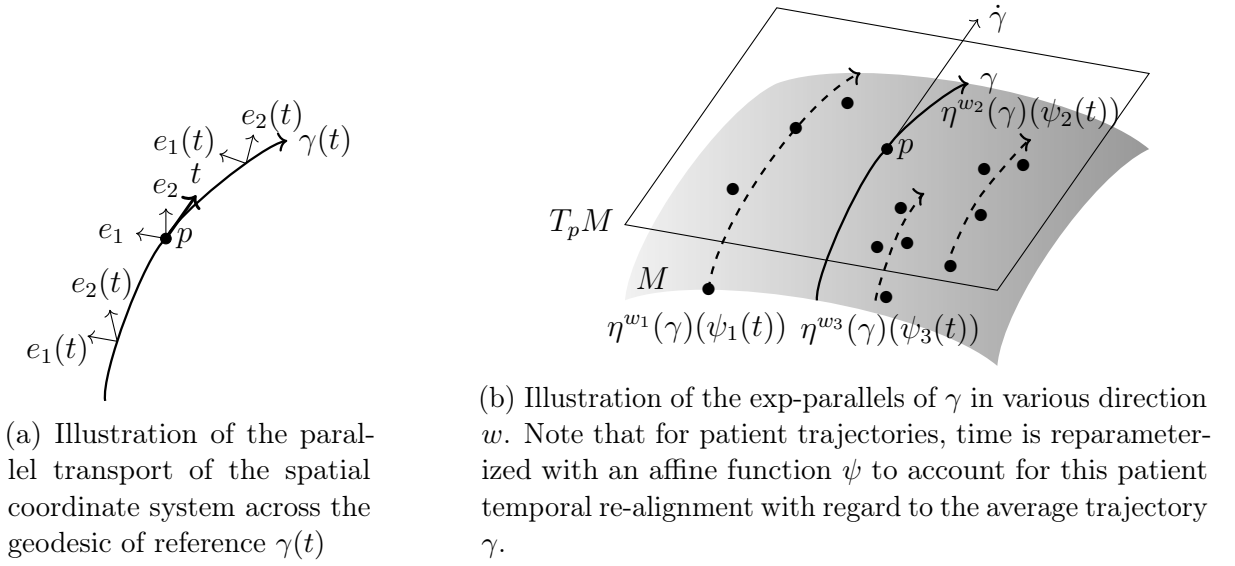 γ̇
γ
e₂(t)
e₁(t)
γ(t)
η^{w₂}(γ)(ψ₂(t))
t
e₂
p
e₁
p
T_pM
e₂(t)
M
e₁(t)
η^{w₁}(γ)(ψ₁(t))
η^{w₃}(γ)(ψ₃(t))
(a) Illustration of the paral-
lel transport of the spatial
coordinate system across the
geodesic of reference γ(t)
(b) Illustration of the exp-parallels of γ in various direction
w. Note that for patient trajectories, time is reparameter-
ized with an affine function ψ to account for this patient
temporal re-alignment with regard to the average trajectory
γ.